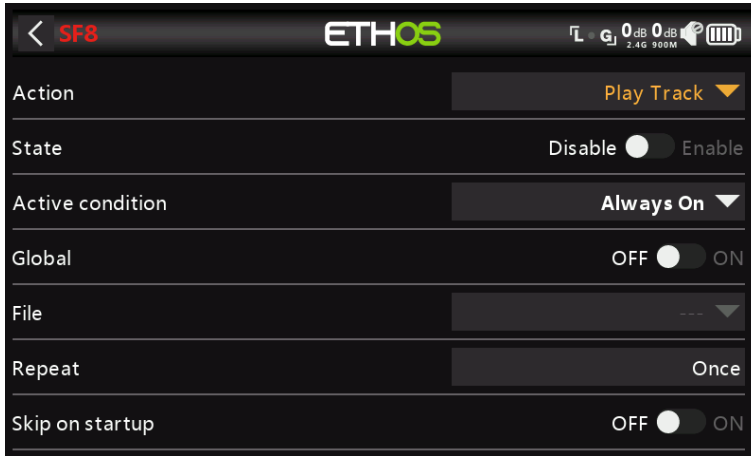 SF8 ETHOS L G 0dB 0dB
2.4G 900M
Action Play Track
State Disable Enable
Active condition Always On
Global OFF ON
File ---
Repeat Once
Skip on startup OFF ON